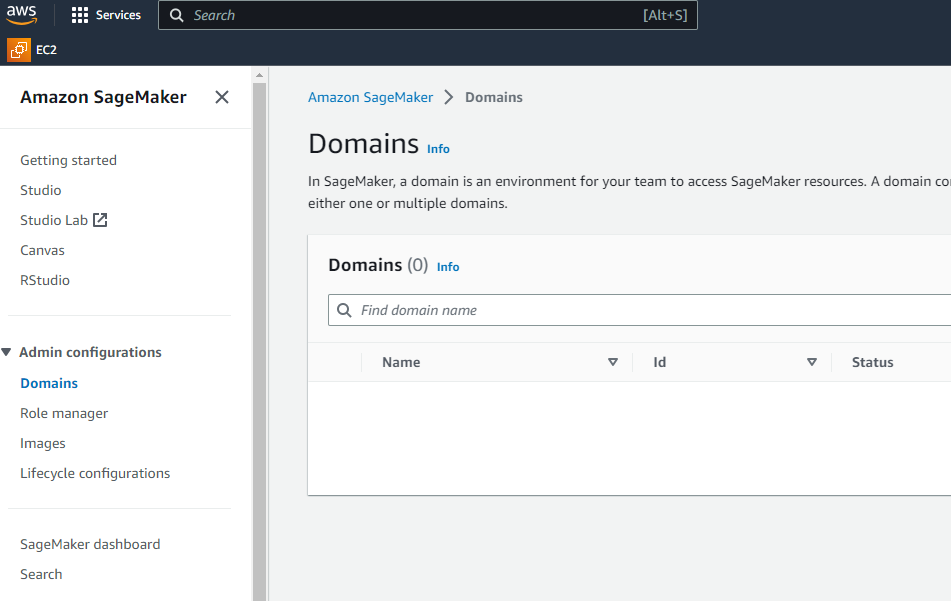 aws
Services
Search
[Alt+S]
EC2
Amazon SageMaker
Getting started
Studio
Studio Lab
Canvas
RStudio
Admin configurations
Domains
Role manager
Images
Lifecycle configurations
SageMaker dashboard
Search
Amazon SageMaker
Domains
Domains Info
In SageMaker, a domain is an environment for your team to access SageMaker resources. A domain
either one or multiple domains.
Domains (0) Info
Find domain name
Name
Id
Status